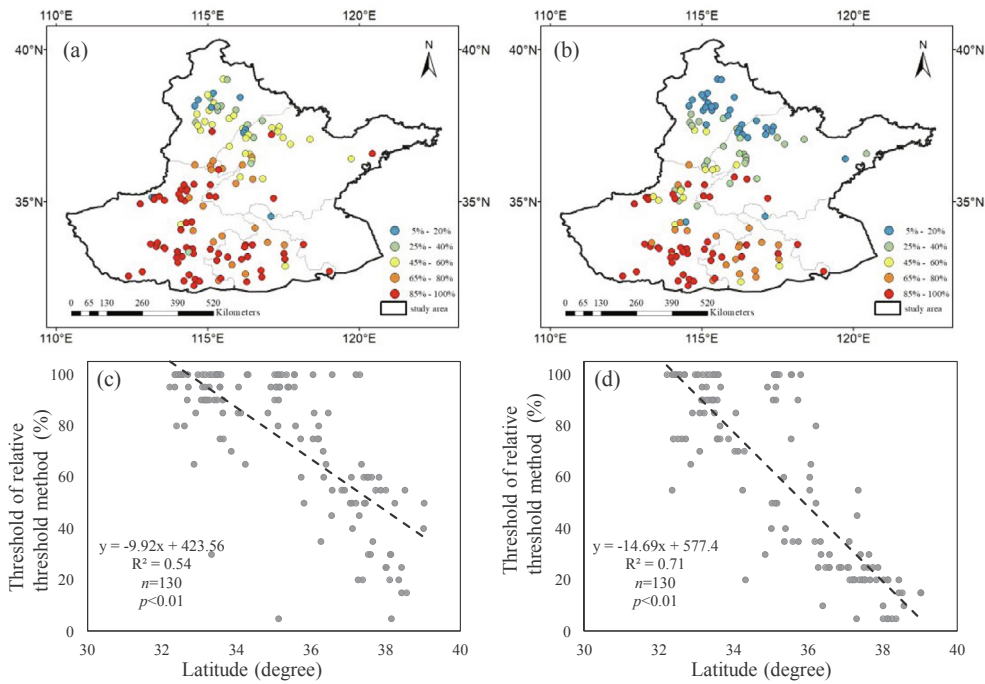 110°E 115°E 120°E
40°N
35°N
(a)
N
5% - 20%
25% - 40%
45% - 60%
65% - 80%
85% - 100%
study area
0 65 130 260 390 520
Kilometers
110°E 115°E 120°E
110°E 115°E 120°E
40°N
35°N
(b)
N
5% - 20%
25% - 40%
45% - 60%
65% - 80%
85% - 100%
study area
0 65 130 260 390 520
Kilometers
110°E 115°E 120°E
40°N
35°N
Threshold of relative
threshold method (%)
100
80
60
40
20
0
(c)
y = -9.92x + 423.56
R² = 0.54
n=130
p<0.01
30 32 34 36 38 40
Latitude (degree)
Threshold of relative
threshold method (%)
100
80
60
40
20
0
(d)
y = -14.69x + 577.4
R² = 0.71
n=130
p<0.01
30 32 34 36 38 40
Latitude (degree)